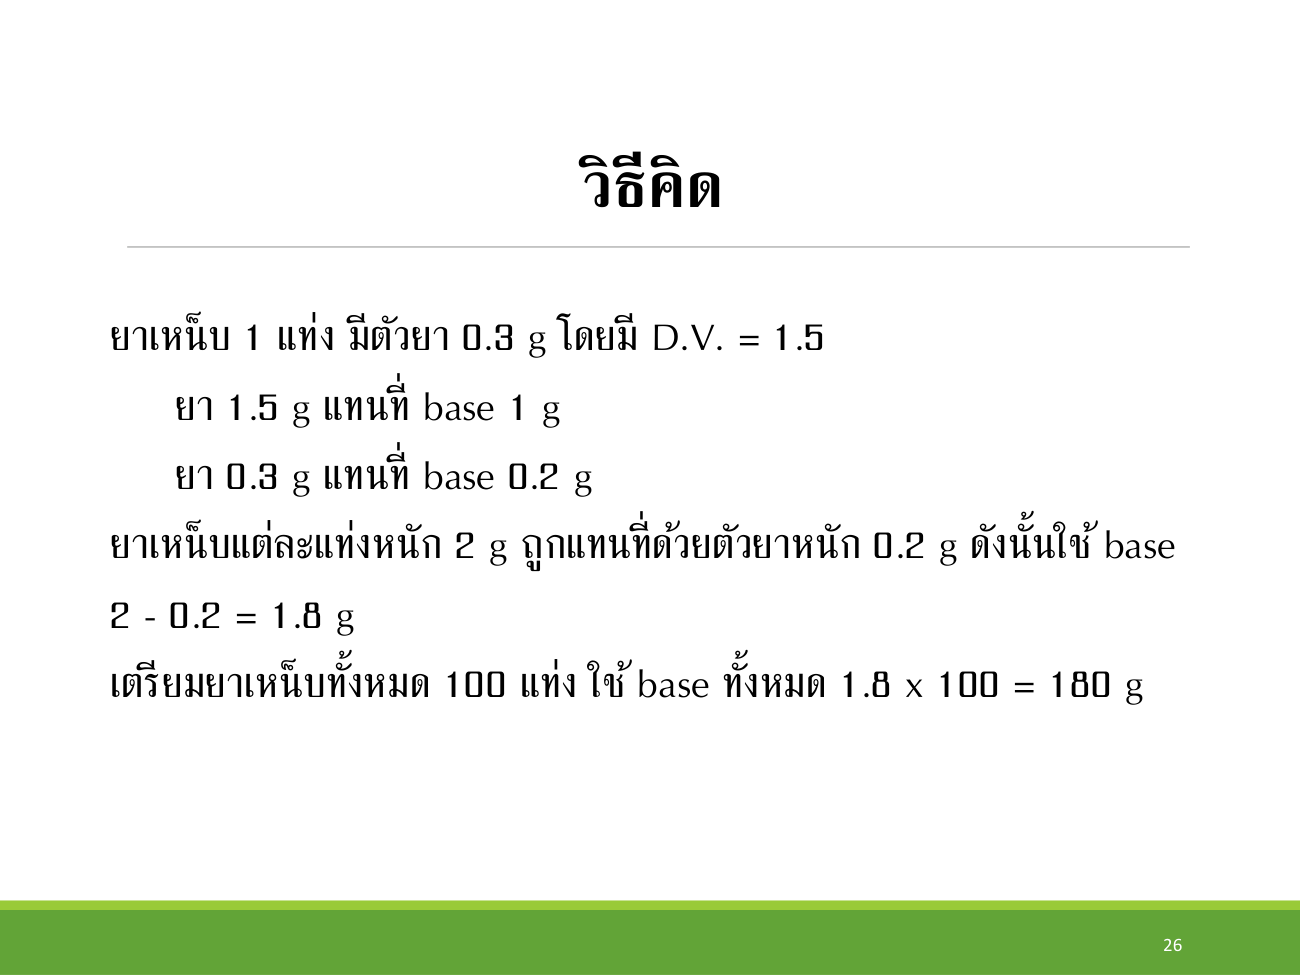 วิธีคิด
ยาเหน็บ 1 แท่ง มีตัวยา 0.3 g โดยมี D.V. = 1.5
ยา 1.5 g แทนที่ base 1 g
ยา 0.3 g แทนที่ base 0.2 g
ยาเหน็บแต่ละแท่งหนัก 2 g ถูกแทนที่ด้วยตัวยาหนัก 0.2 g ดังนั้นใช้ base
2 - 0.2 = 1.8 g
เตรียมยาเหน็บทั้งหมด 100 แท่ง ใช้ base ทั้งหมด 1.8 x 100 = 180 g
26